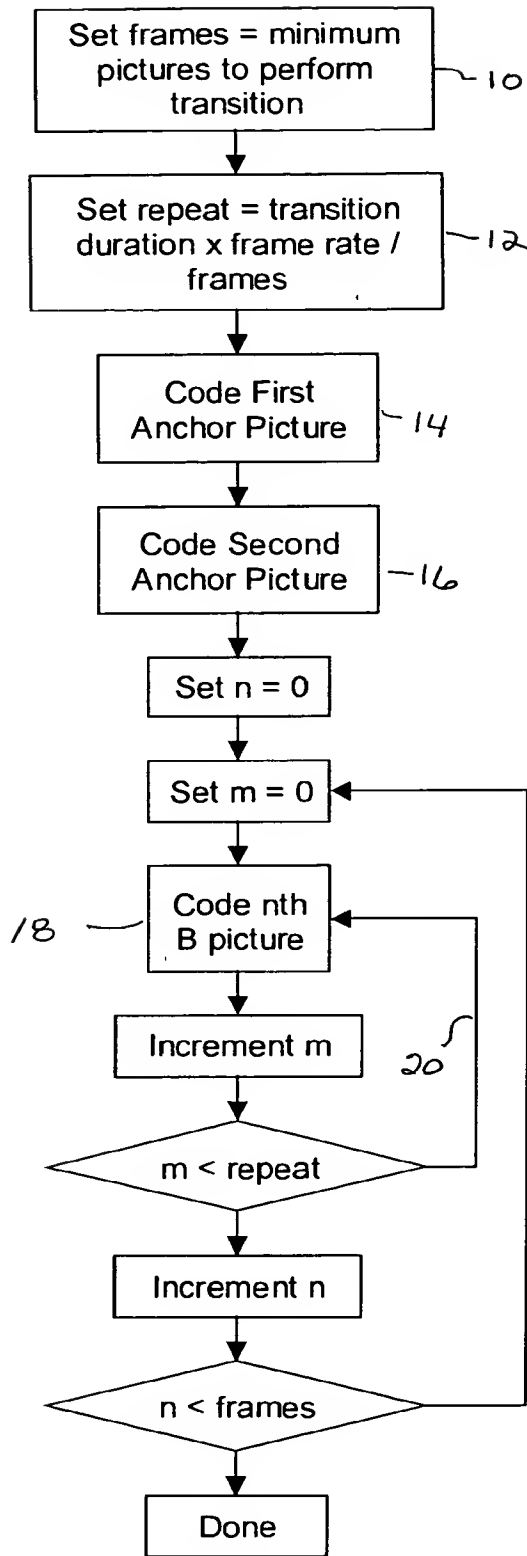 Set frames = minimum
pictures to perform
transition
10
Set repeat = transition
duration x frame rate /
frames
12
Code First
Anchor Picture
14
Code Second
Anchor Picture
16
Set n = 0
Set m = 0
Code nth
B picture
18
Increment m
20
m < repeat
Increment n
n < frames
Done